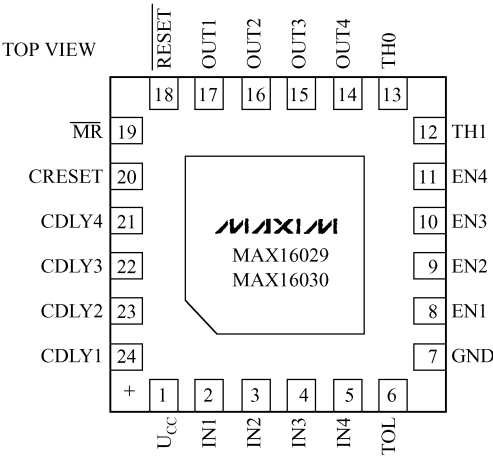 TOP VIEW
RESET OUT1 OUT2 OUT3 OUT4 TH0
18 17 16 15 14 13
MR 19 12 TH1
CRESET 20 11 EN4
CDLY4 21 10 EN3
MAXIM
MAX16029
MAX16030
CDLY3 22 9 EN2
CDLY2 23 8 EN1
CDLY1 24 7 GND
+ 1 2 3 4 5 6
UCC IN1 IN2 IN3 IN4 TOL